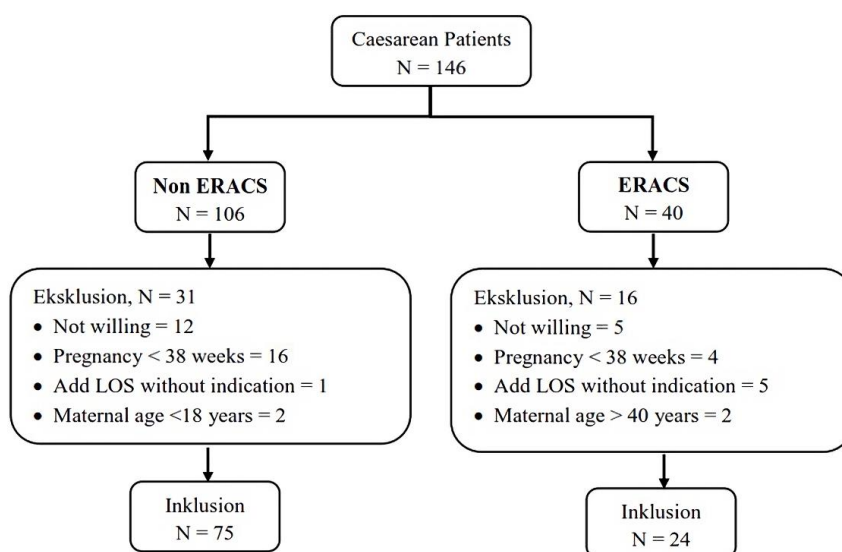 Caesarean Patients
N = 146
Non ERACS
N = 106
ERACS
N = 40
Eksklusion, N = 31
• Not willing = 12
• Pregnancy < 38 weeks = 16
• Add LOS without indication = 1
• Maternal age <18 years = 2
Eksklusion, N = 16
• Not willing = 5
• Pregnancy < 38 weeks = 4
• Add LOS without indication = 5
• Maternal age > 40 years = 2
Inklusion
N = 75
Inklusion
N = 24